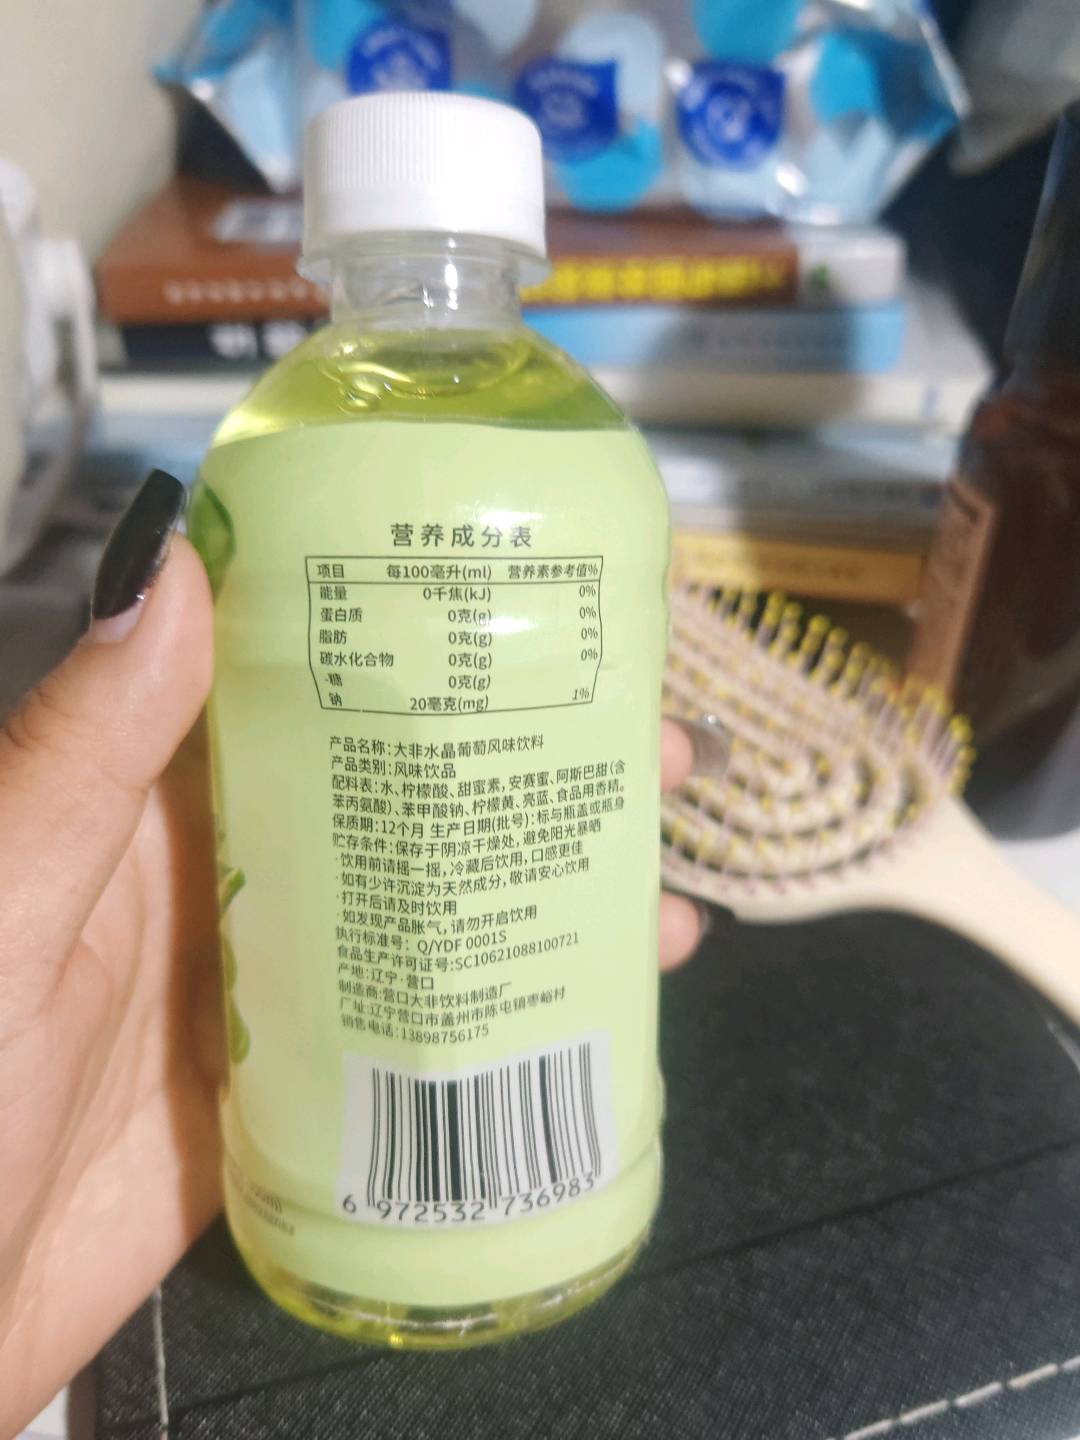 营养成分表
项目 每100毫升(ml) 营养素参考值%
能量 0千焦(kJ) 0%
蛋白质 0克(g) 0%
脂肪 0克(g) 0%
碳水化合物 0克(g) 0%
-糖 0克(g)
钠 20毫克(mg) 1%
产品名称:大非水晶葡萄风味饮料
产品类别:风味饮品
配料表:水、柠檬酸、甜蜜素,安赛蜜、阿斯巴甜(含
苯丙氨酸)、苯甲酸钠、柠檬黄、亮蓝、食品用香精。
保质期:12个月 生产日期(批号):标与瓶盖或瓶身
贮存条件:保存于阴凉干燥处,避免阳光暴晒
·饮用前请摇一摇,冷藏后饮用,口感更佳
·如有少许沉淀为天然成分,敬请安心饮用
·打开后请及时饮用
·如发现产品胀气,请勿开启饮用
执行标准号: Q/YDF 0001S
食品生产许可证号:SC10621088100721
产地:辽宁·营口
制造商:营口大非饮料制造厂
厂址:辽宁营口市盖州市陈屯镇枣峪村
销售电话:13898756175
6 972532 736983